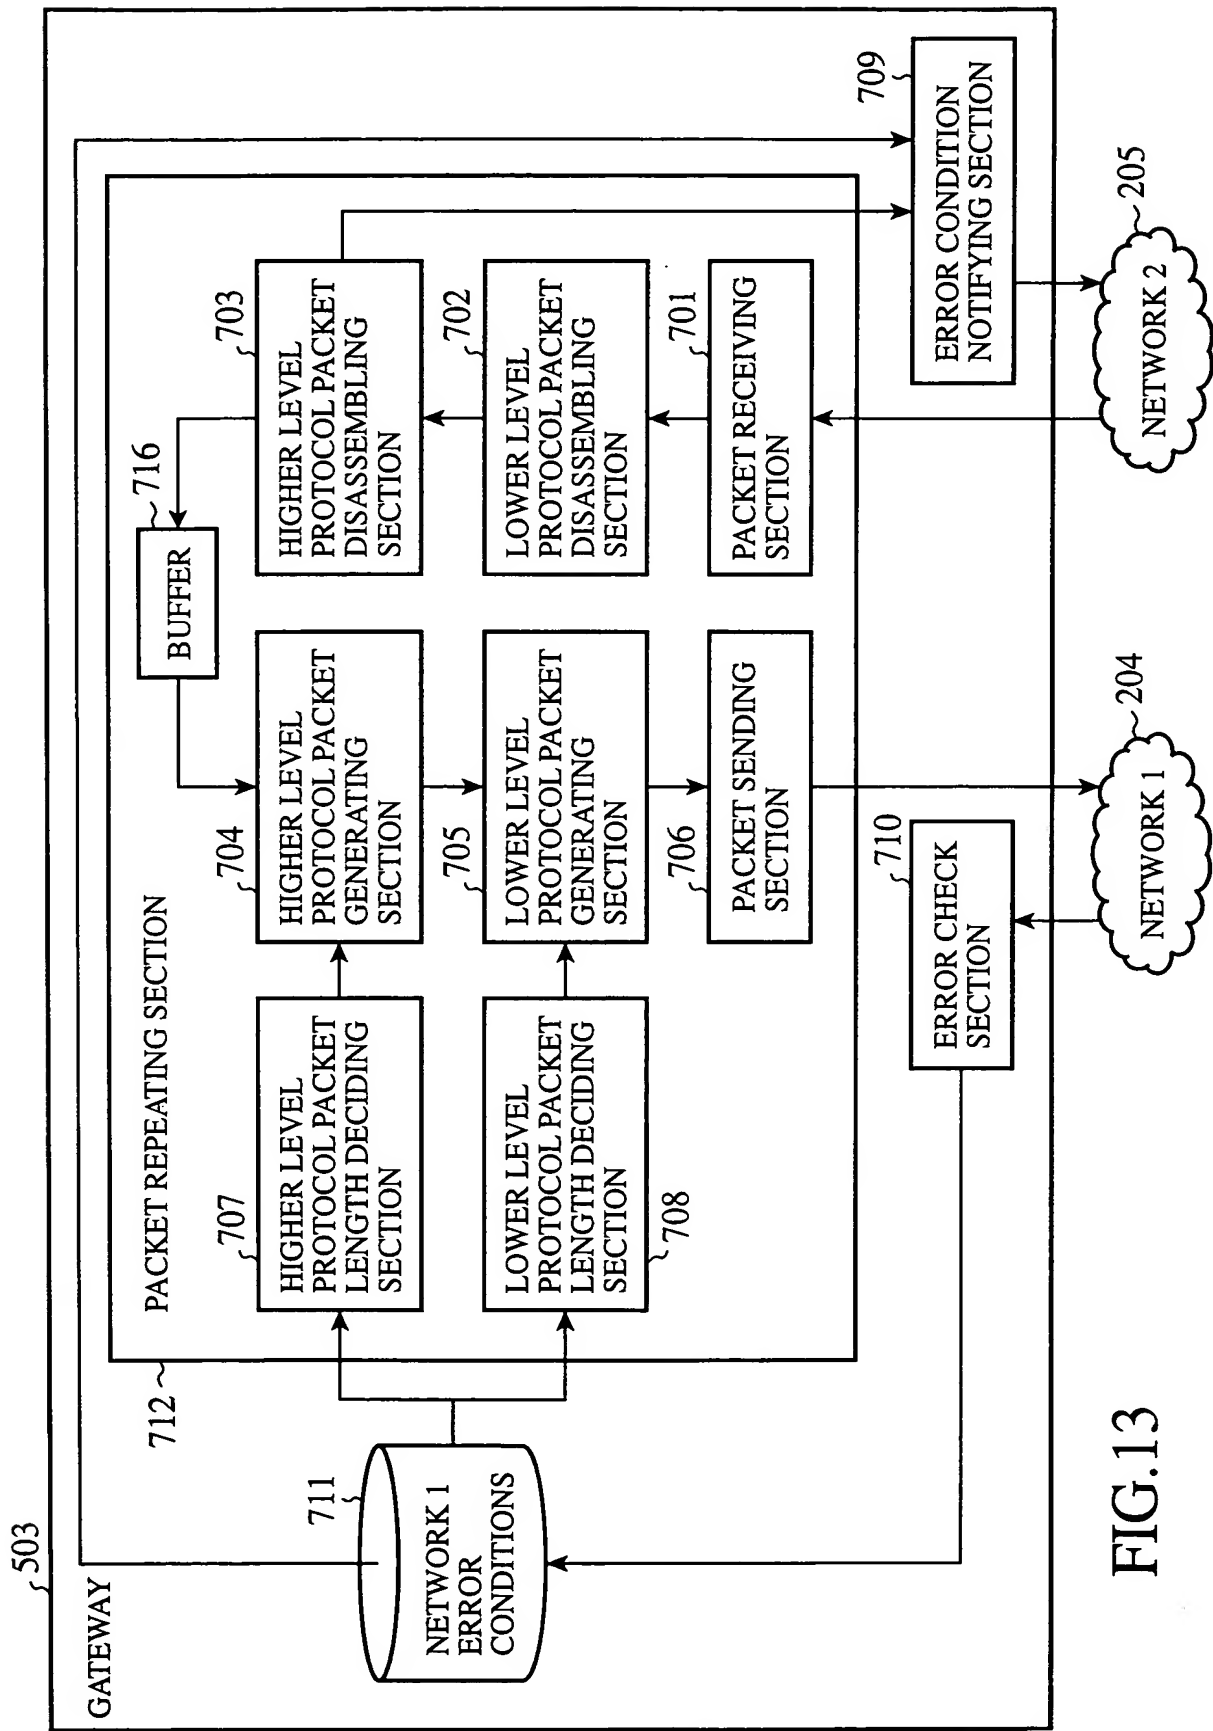 503
GATEWAY
712
PACKET REPEATING SECTION
716
BUFFER
711
NETWORK 1
ERROR
CONDITIONS
707
HIGHER LEVEL
PROTOCOL PACKET
LENGTH DECIDING
SECTION
704
HIGHER LEVEL
PROTOCOL PACKET
GENERATING
SECTION
703
HIGHER LEVEL
PROTOCOL PACKET
DISASSEMBLING
SECTION
LOWER LEVEL
PROTOCOL PACKET
LENGTH DECIDING
SECTION
708
705
LOWER LEVEL
PROTOCOL PACKET
GENERATING
SECTION
702
LOWER LEVEL
PROTOCOL PACKET
DISASSEMBLING
SECTION
706
PACKET SENDING
SECTION
701
PACKET RECEIVING
SECTION
710
ERROR CHECK
SECTION
709
ERROR CONDITION
NOTIFYING SECTION
204
NETWORK 1
205
NETWORK 2
FIG.13